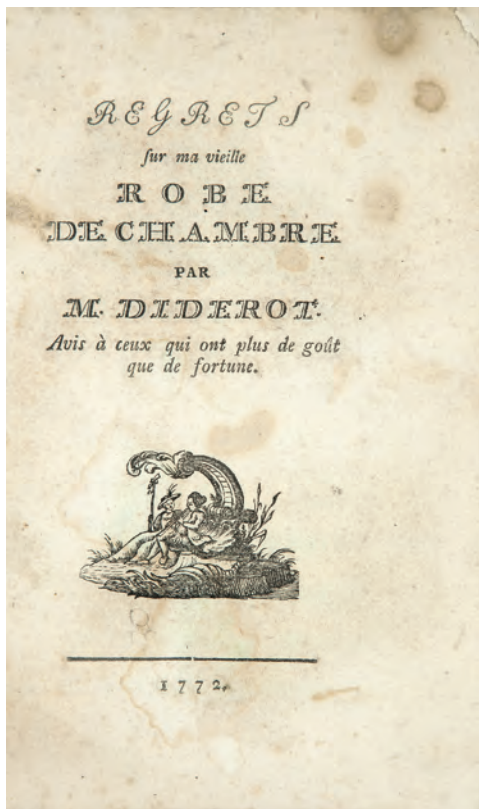 REGRETS
ſur ma vieille
ROBE
DE CHAMBRE
PAR
M. DIDEROT.
Avis à ceux qui ont plus de goût
que de fortune.
1772.